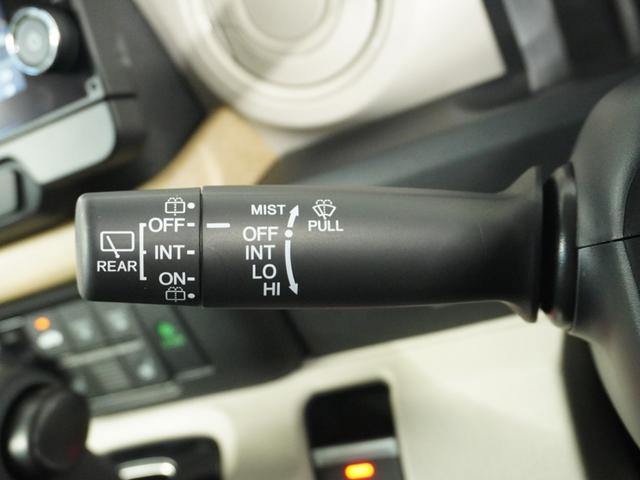 REAR
OFF
INT
ON
MIST
OFF
INT
LO
HI
PULL